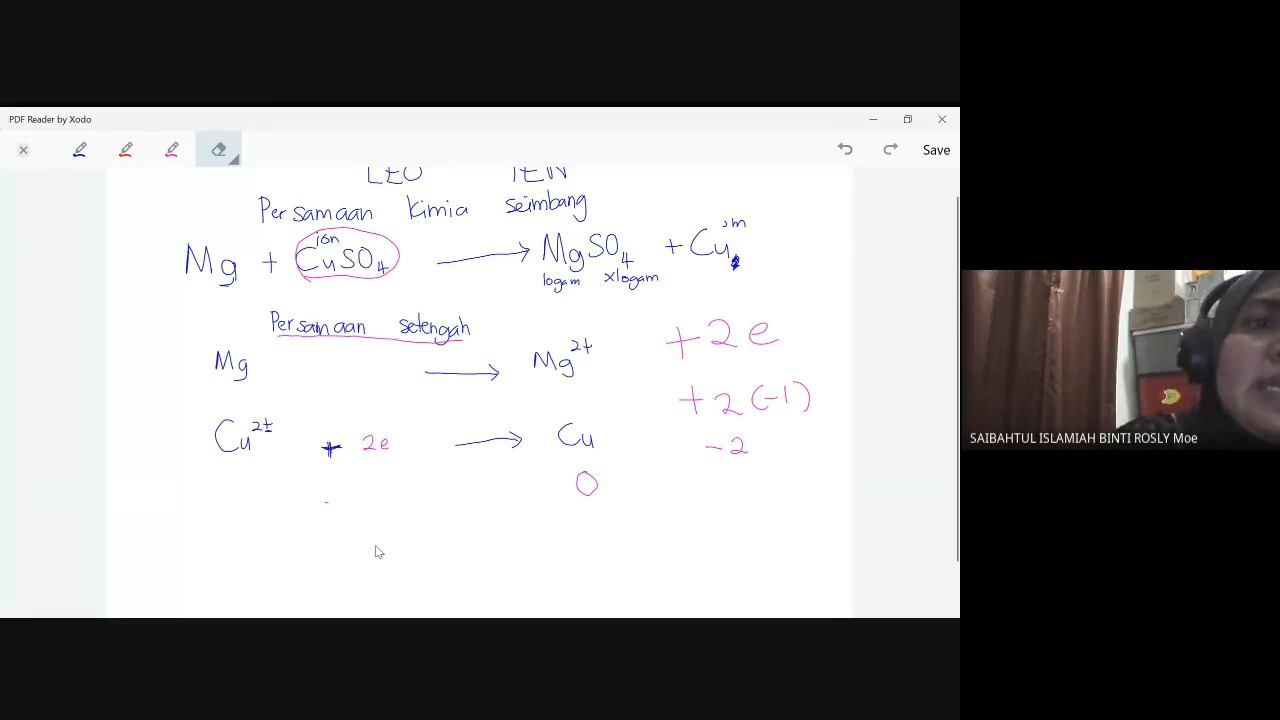 PDF Reader by Xodo
Save
LEO TEN
Persamaan kimia seimbang
ion
Mg + CuSO4 → MgSO4 + Cu
logam xlogam
Persamaan setengah
+2e
Mg → Mg2+
+2(-1)
Cu2+ + 2e → Cu
-2
0
SAIBAHTUL ISLAMIAH BINTI ROSLY Moe